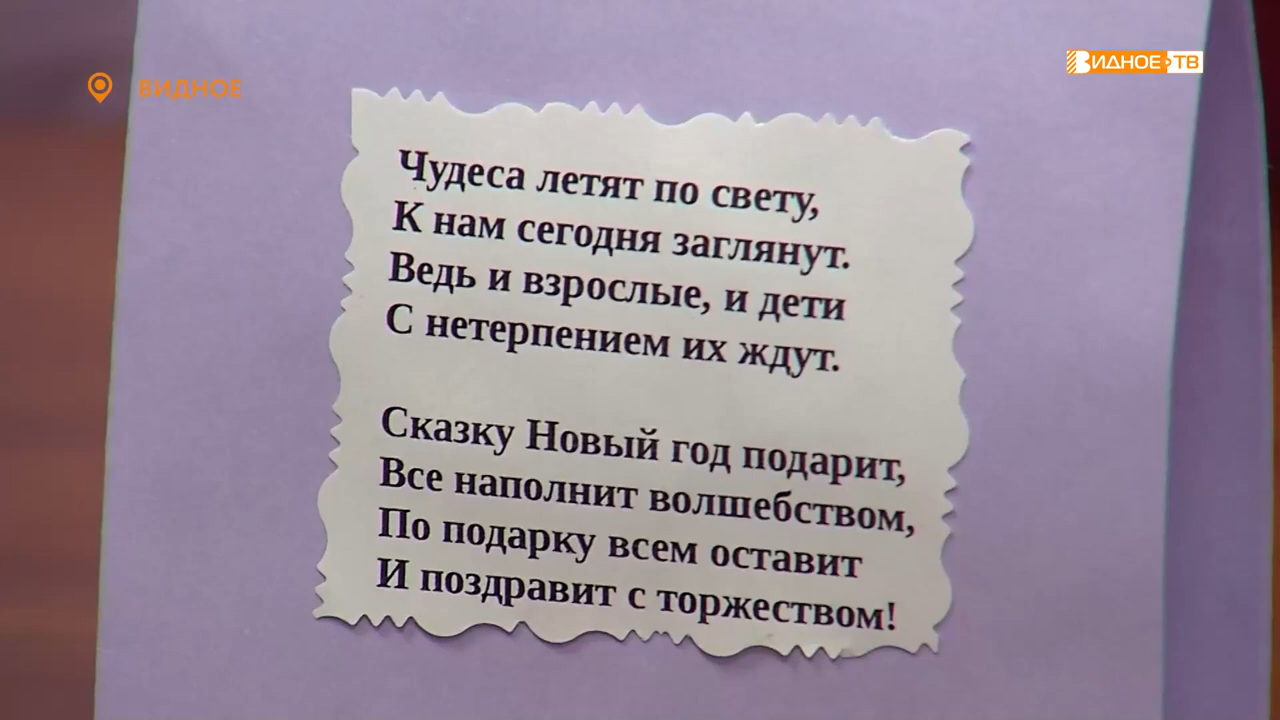 ВИДНОЕ
ВИДНОЕ ТВ
Чудеса летят по свету,
К нам сегодня заглянут.
Ведь и взрослые, и дети
С нетерпением их ждут.
Сказку Новый год подарит,
Все наполнит волшебством,
По подарку всем оставит
И поздравит с торжеством!